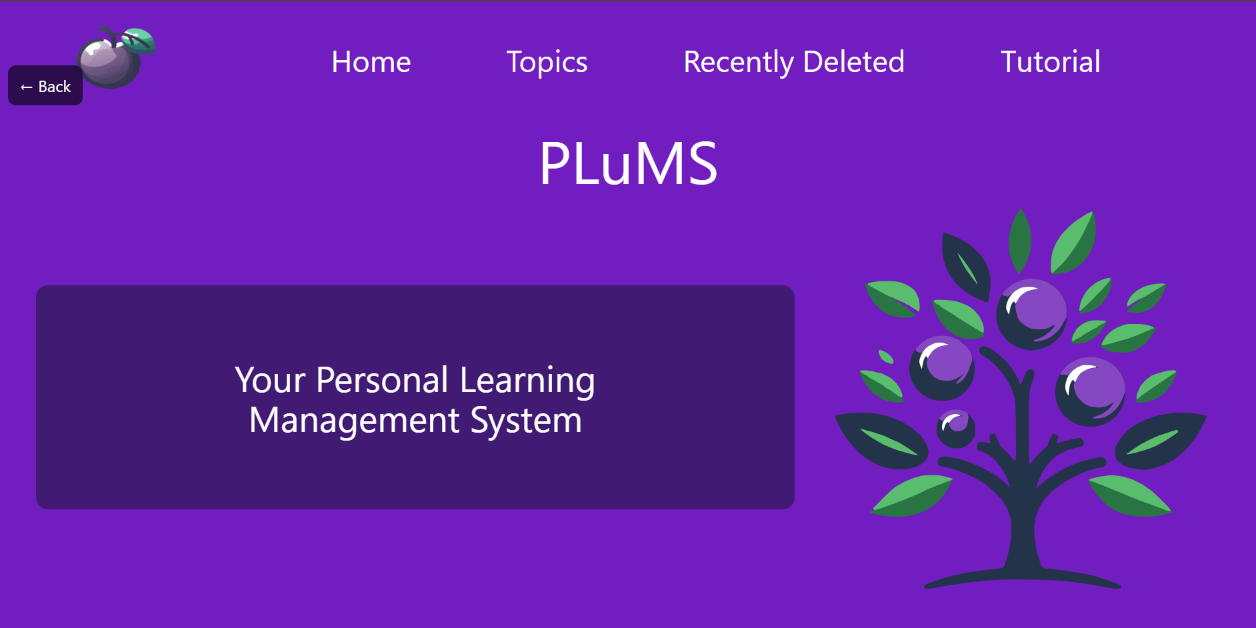 Home Topics Recently Deleted Tutorial
← Back
PLuMS
Your Personal Learning
Management System